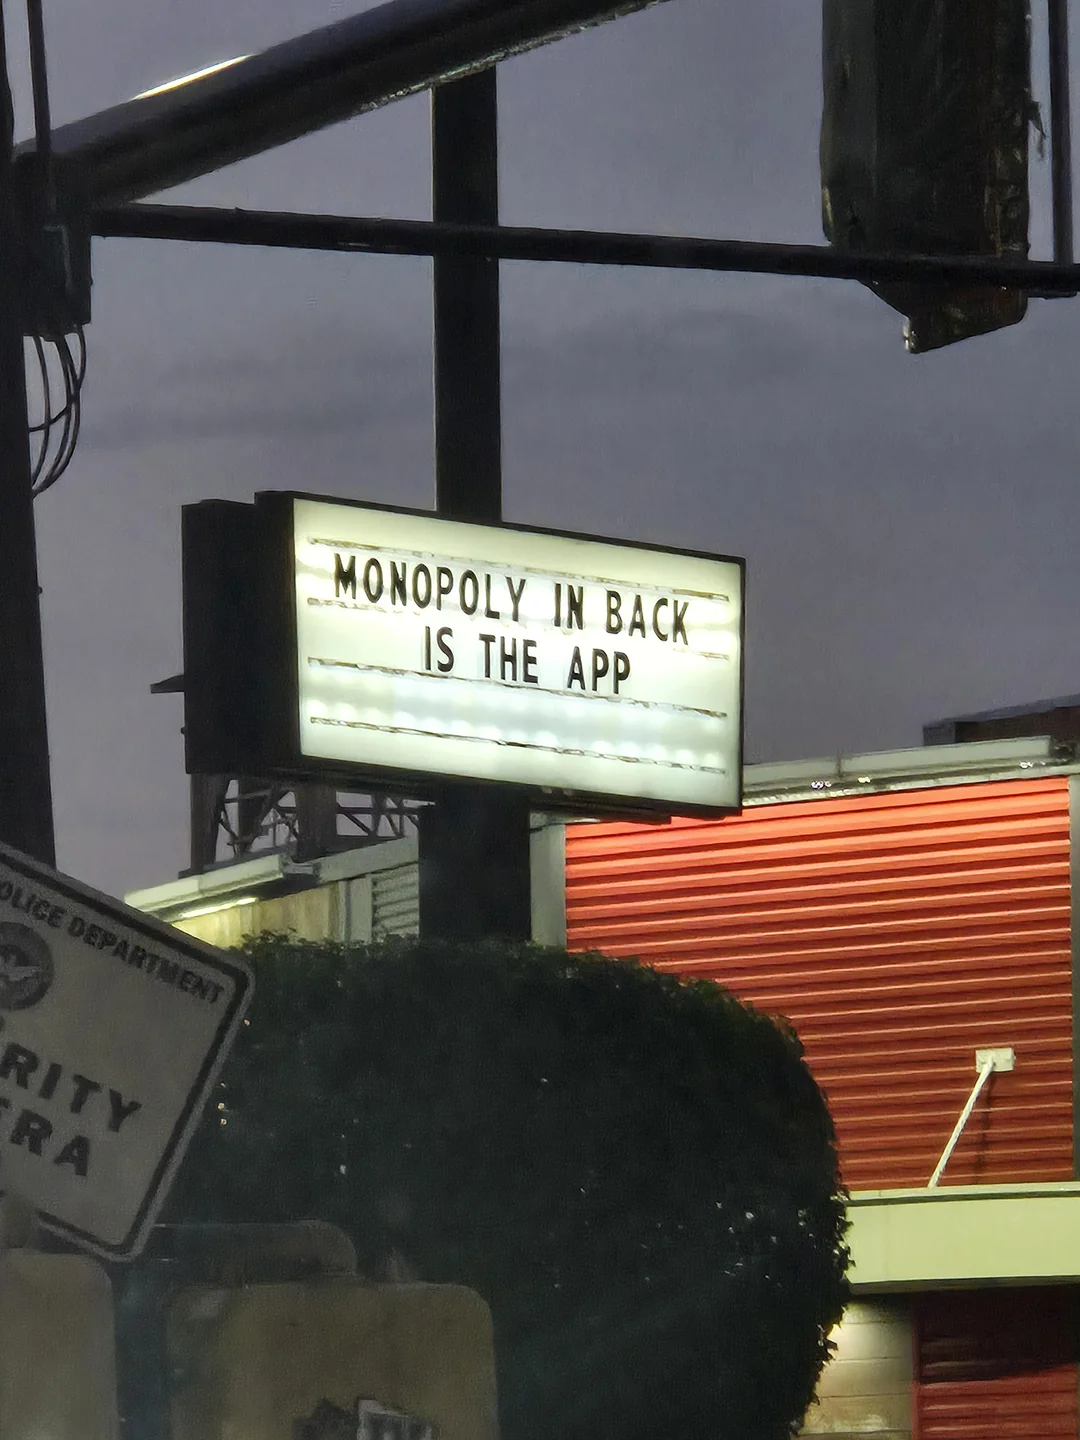 MONOPOLY IN BACK
IS THE APP
POLICE DEPARTMENT
RITY
RA